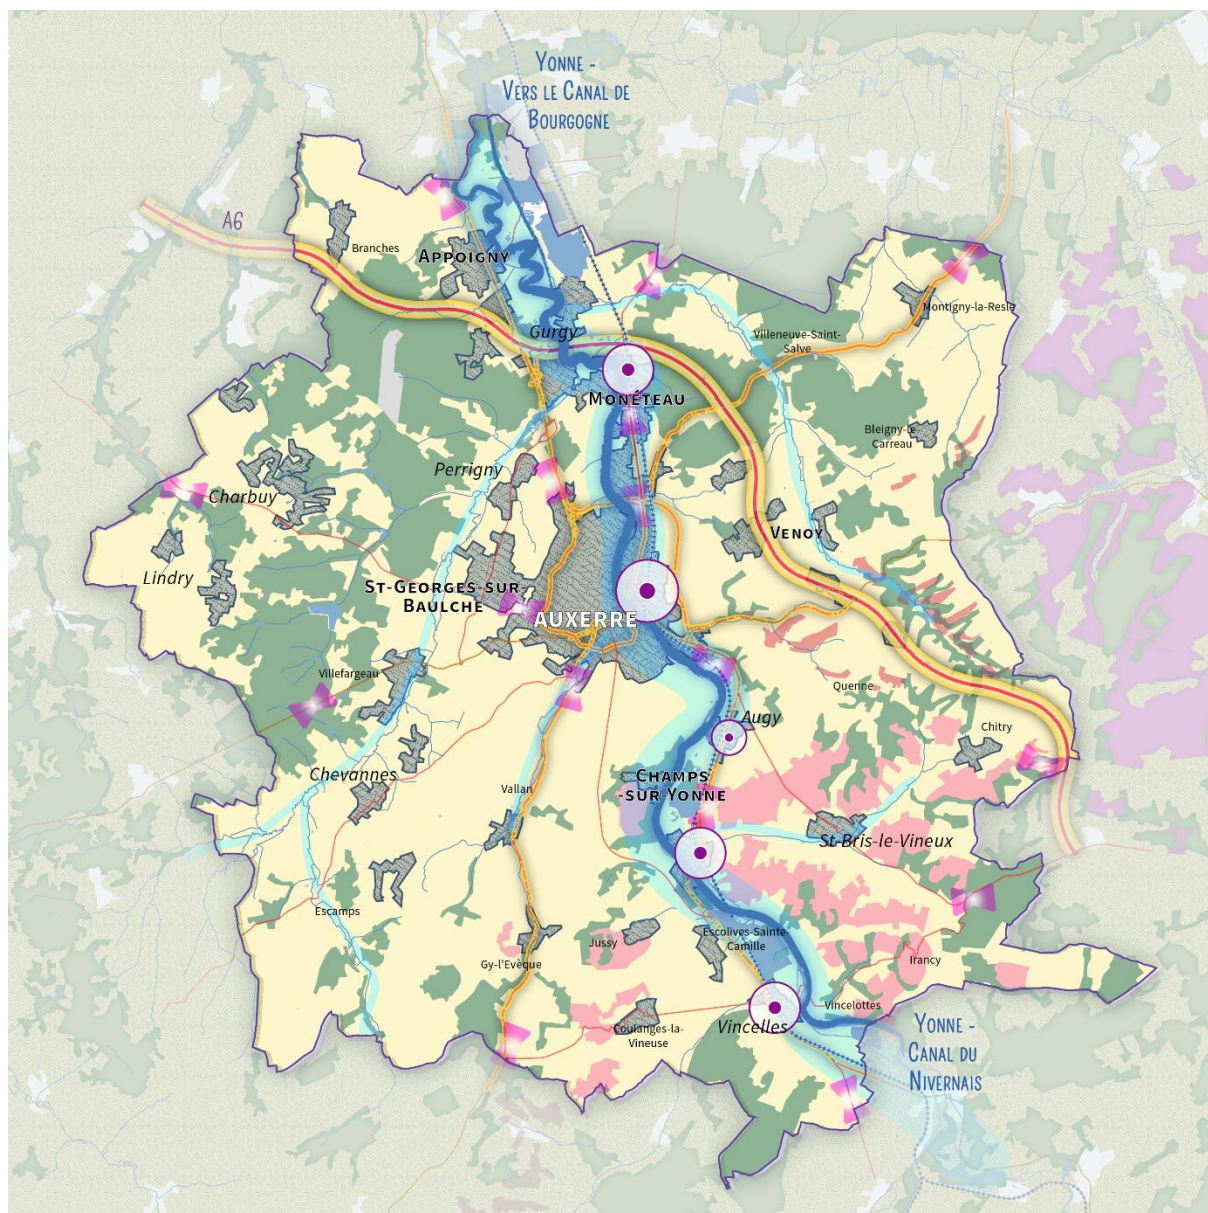 YONNE -
VERS LE CANAL DE
BOURGOGNE
A6
Branches
APPOIGNY
Montigny-la-Resle
Gurgy
Villeneuve-Saint-
Salve
MONÉTEAU
Bleigny-le-
Carreau
Perrigny
Charbuy
VENOY
Lindry
ST-GEORGES-SUR
BAULCHE
AUXERRE
Villefargeau
Quenne
Augy
Chitry
Chevannes
CHAMPS
-SUR-YONNE
Vallan
St-Bris-le-Vineux
Escamps
Escolives-Sainte-
Camille
Jussy
Gy-l'Evèque
Irancy
Vincelottes
Vincelles
Coulanges-la-
Vineuse
YONNE -
CANAL DU
NIVERNAIS